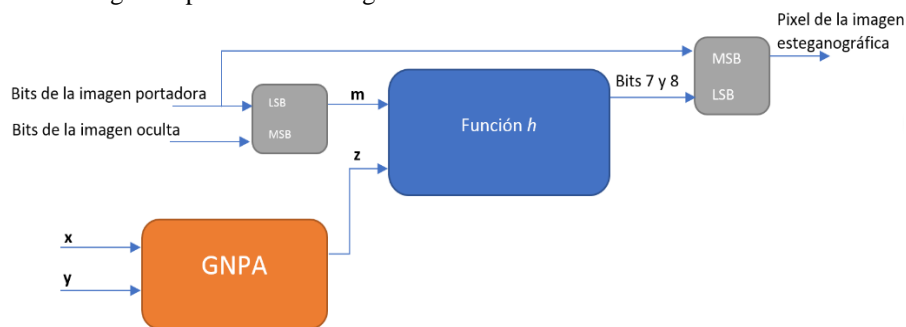 Pixel de la imagen
esteganográfica
MSB
LSB
Bits de la imagen portadora
LSB
m
Bits 7 y 8
Función h
Bits de la imagen oculta
MSB
z
x
GNPA
y